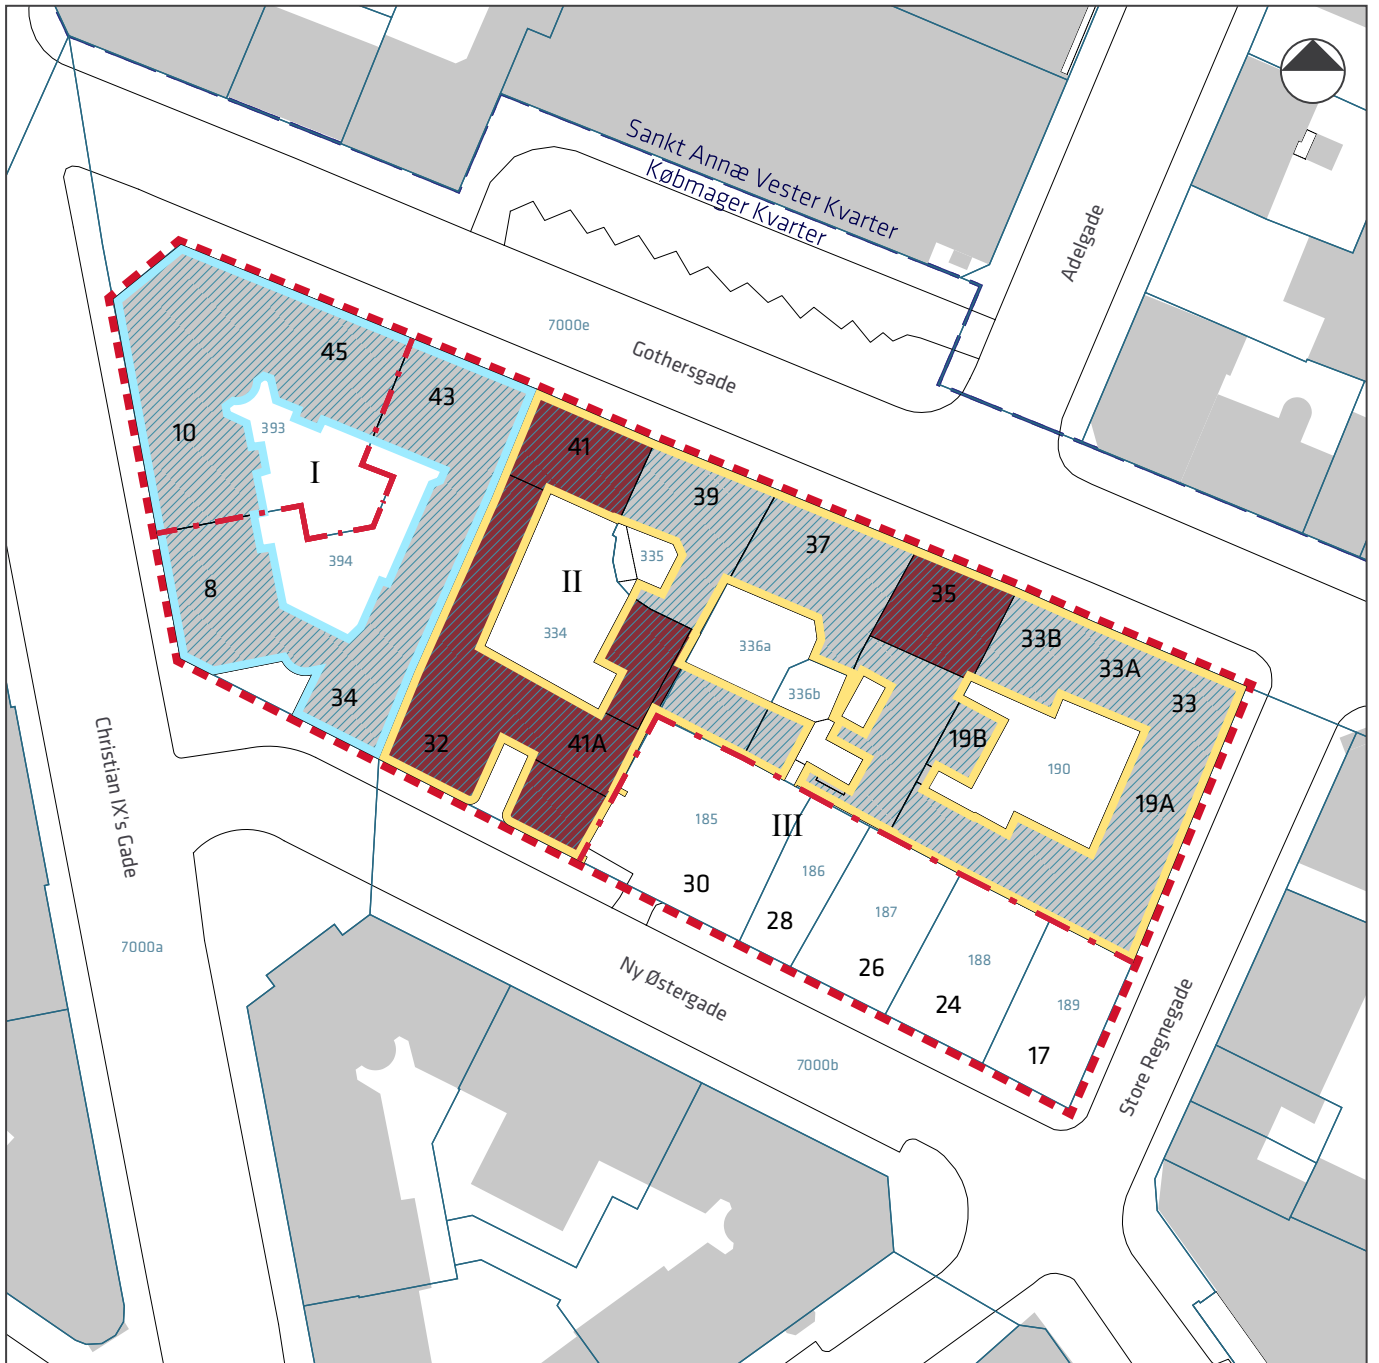 Sankt Annæ Vester Kvarter
Købmager Kvarter
Adelgade
7000e
Gothersgade
45
43
10
393
I
41
39
37
394
II
335
35
8
334
336a
33B
33A
336b
33
34
32
41A
19B
190
19A
Christian IX's Gade
185
III
30
186
28
187
26
188
24
189
17
7000a
Ny Østergade
7000b
Store Regnegade